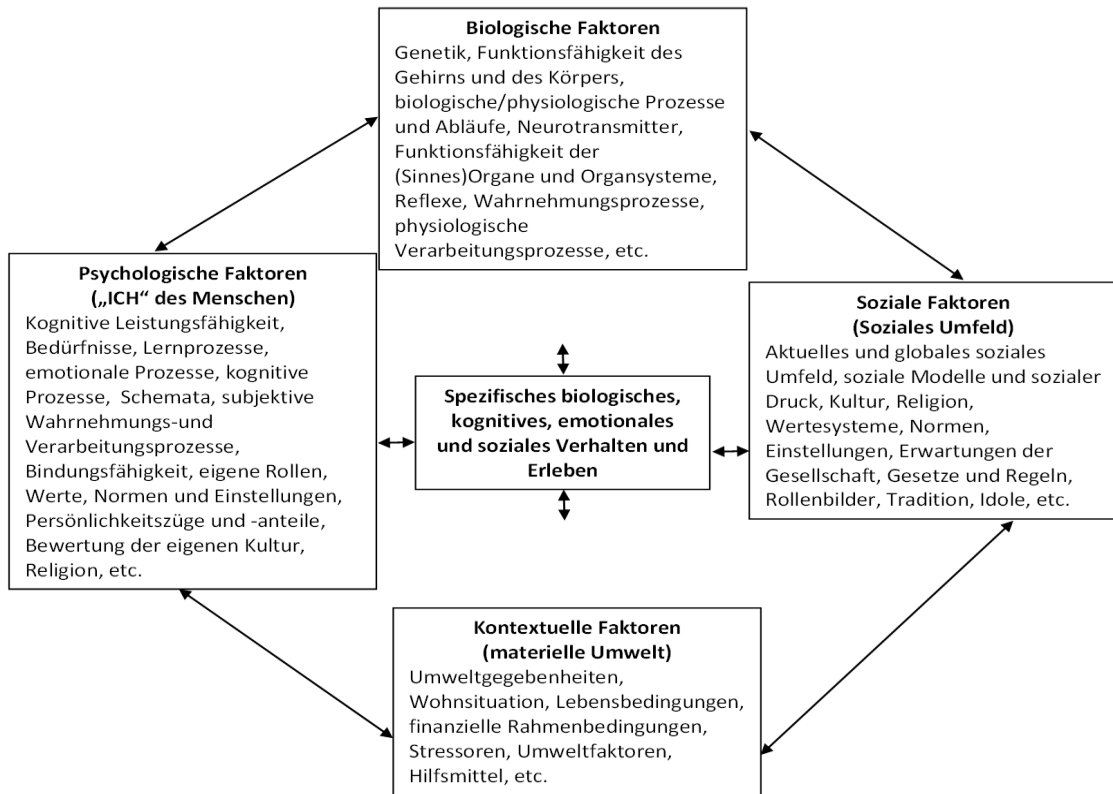 Biologische Faktoren
Genetik, Funktionsfähigkeit des
Gehirns und des Körpers,
biologische/physiologische Prozesse
und Abläufe, Neurotransmitter,
Funktionsfähigkeit der
(Sinnes)Organe und Organsysteme,
Reflexe, Wahrnehmungsprozesse,
physiologische
Verarbeitungsprozesse, etc.
Psychologische Faktoren
(„ICH“ des Menschen)
Kognitive Leistungsfähigkeit,
Bedürfnisse, Lernprozesse,
emotionale Prozesse, kognitive
Prozesse, Schemata, subjektive
Wahrnehmungs-und
Verarbeitungsprozesse,
Bindungsfähigkeit, eigene Rollen,
Werte, Normen und Einstellungen,
Persönlichkeitszüge und -anteile,
Bewertung der eigenen Kultur,
Religion, etc.
Spezifisches biologisches,
kognitives, emotionales
und soziales Verhalten und
Erleben
Soziale Faktoren
(Soziales Umfeld)
Aktuelles und globales soziales
Umfeld, soziale Modelle und sozialer
Druck, Kultur, Religion,
Wertesysteme, Normen,
Einstellungen, Erwartungen der
Gesellschaft, Gesetze und Regeln,
Rollenbilder, Tradition, Idole, etc.
Kontextuelle Faktoren
(materielle Umwelt)
Umweltgegebenheiten,
Wohnsituation, Lebensbedingungen,
finanzielle Rahmenbedingungen,
Stressoren, Umweltfaktoren,
Hilfsmittel, etc.